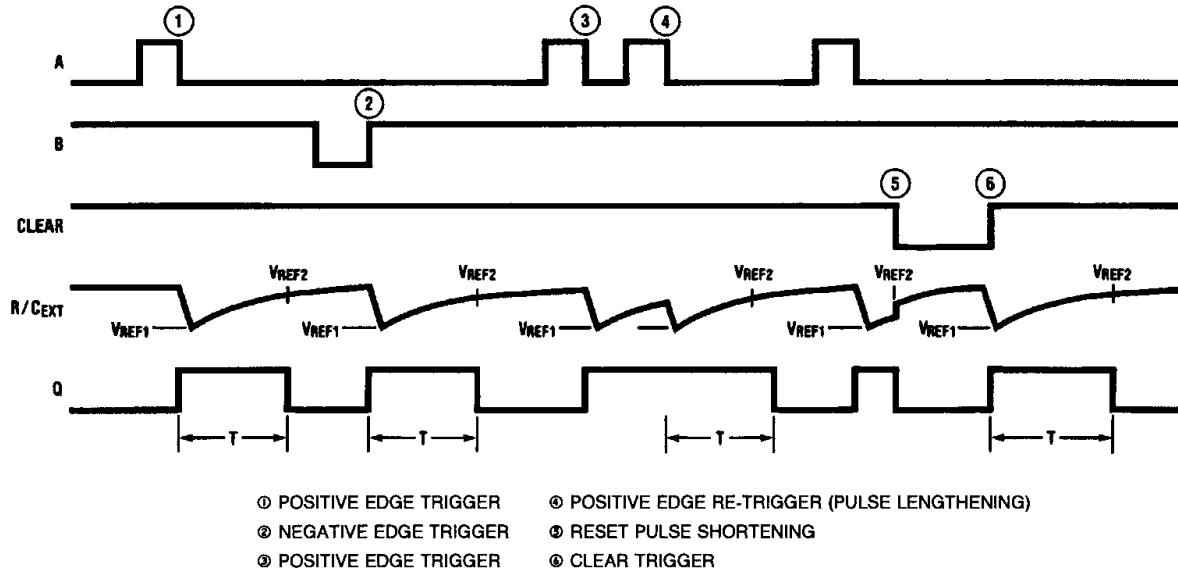 ① ③ ④
A
②
B
⑤ ⑥
CLEAR
VREF2 VREF2 VREF2 VREF2 VREF2
R/CEXT
VREF1 VREF1 VREF1 VREF1 VREF1
Q
T T T T
① POSITIVE EDGE TRIGGER ④ POSITIVE EDGE RE-TRIGGER (PULSE LENGTHENING)
② NEGATIVE EDGE TRIGGER ⑤ RESET PULSE SHORTENING
③ POSITIVE EDGE TRIGGER ⑥ CLEAR TRIGGER